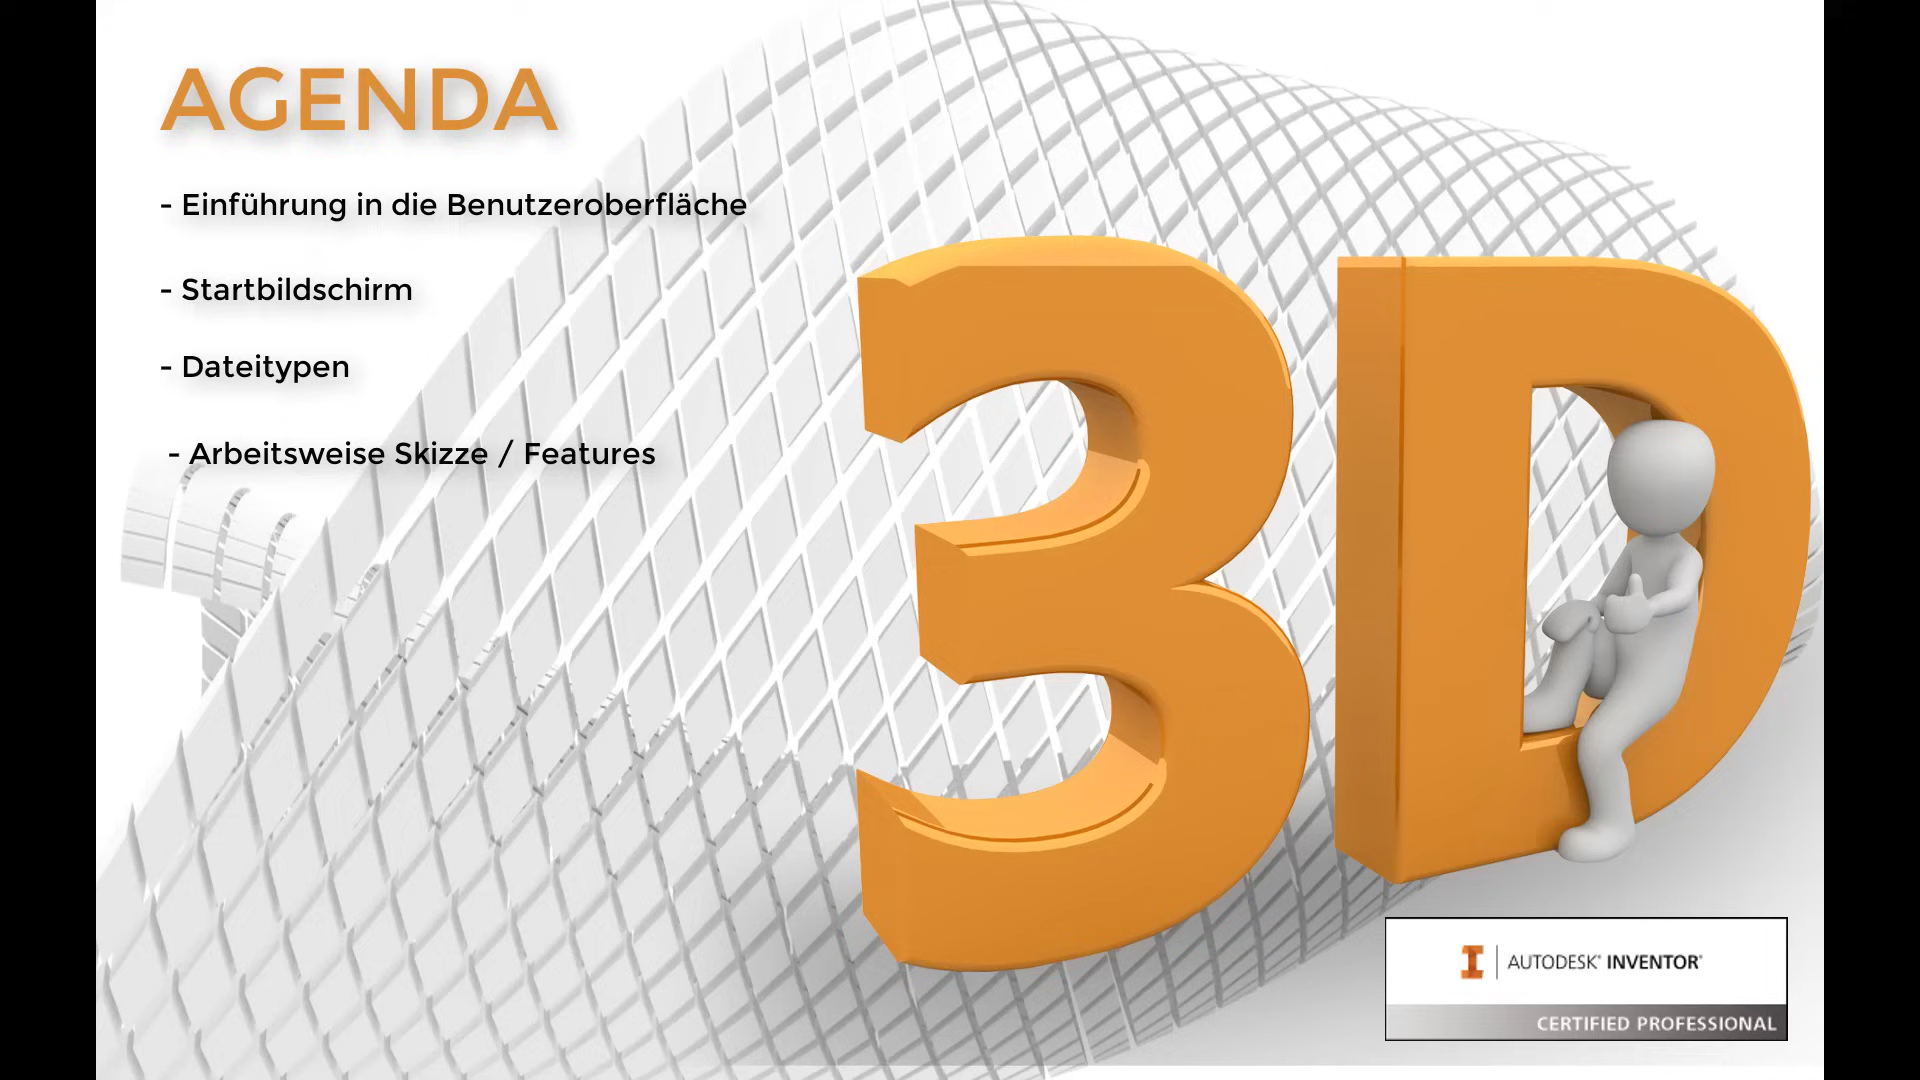 AGENDA
- Einführung in die Benutzeroberfläche
- Startbildschirm
- Dateitypen
- Arbeitsweise Skizze / Features
3D
I AUTODESK® INVENTOR®
CERTIFIED PROFESSIONAL